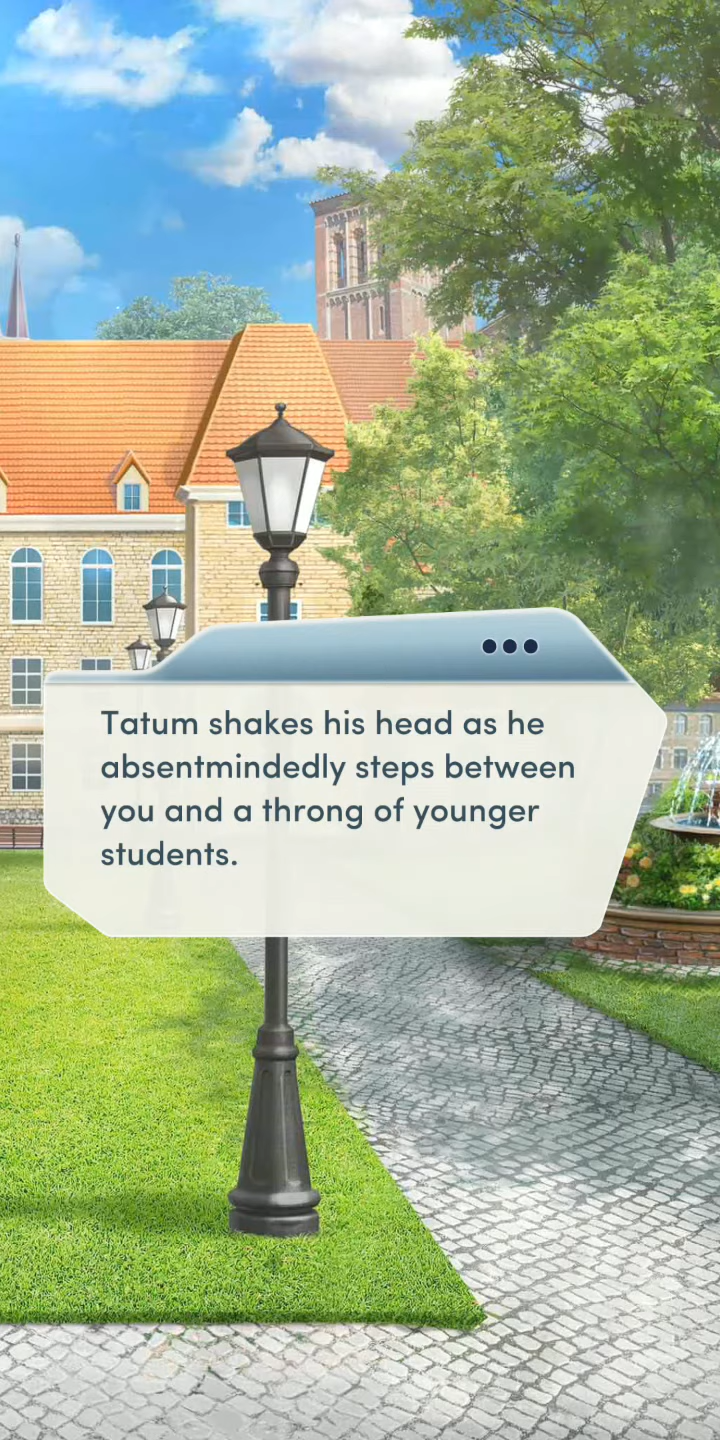 Tatum shakes his head as he
absentmindedly steps between
you and a throng of younger
students.